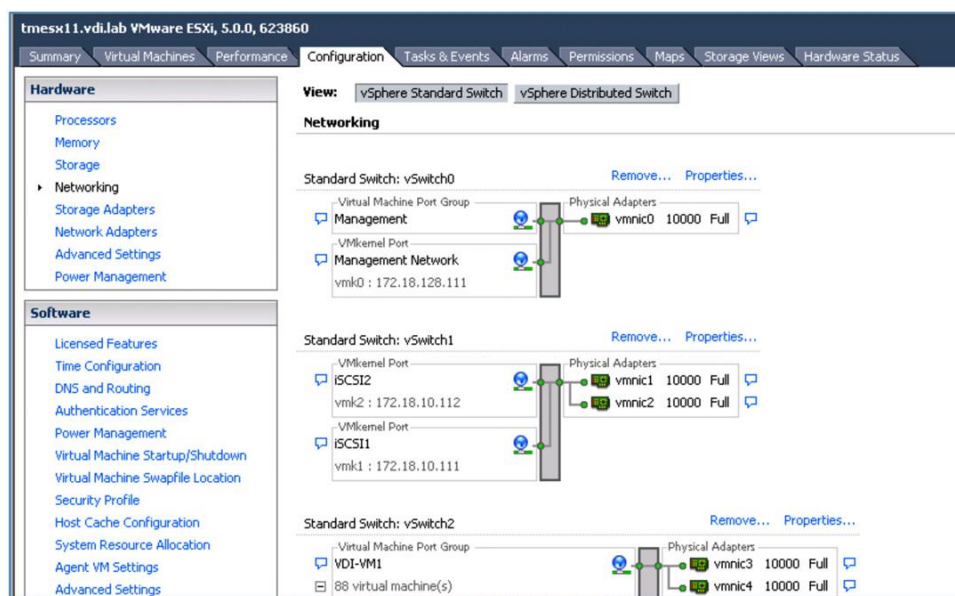 tmesx11.vdi.lab VMware ESXi, 5.0.0, 623860
Summary Virtual Machines Performance Configuration Tasks & Events Alarms Permissions Maps Storage Views Hardware Status
Hardware
Processors
Memory
Storage
Networking
Storage Adapters
Network Adapters
Advanced Settings
Power Management
Software
Licensed Features
Time Configuration
DNS and Routing
Authentication Services
Power Management
Virtual Machine Startup/Shutdown
Virtual Machine Swapfile Location
Security Profile
Host Cache Configuration
System Resource Allocation
Agent VM Settings
Advanced Settings
View: vSphere Standard Switch vSphere Distributed Switch
Networking
Standard Switch: vSwitch0 Remove... Properties...
Virtual Machine Port Group Physical Adapters
Management vmnic0 10000 Full
VMkernel Port
Management Network
vmk0 : 172.18.128.111
Standard Switch: vSwitch1 Remove... Properties...
VMkernel Port Physical Adapters
iSCSI2 vmnic1 10000 Full
vmk2 : 172.18.10.112 vmnic2 10000 Full
VMkernel Port
iSCSI1
vmk1 : 172.18.10.111
Standard Switch: vSwitch2 Remove... Properties...
Virtual Machine Port Group Physical Adapters
VDI-VM1 vmnic3 10000 Full
88 virtual machine(s) vmnic4 10000 Full